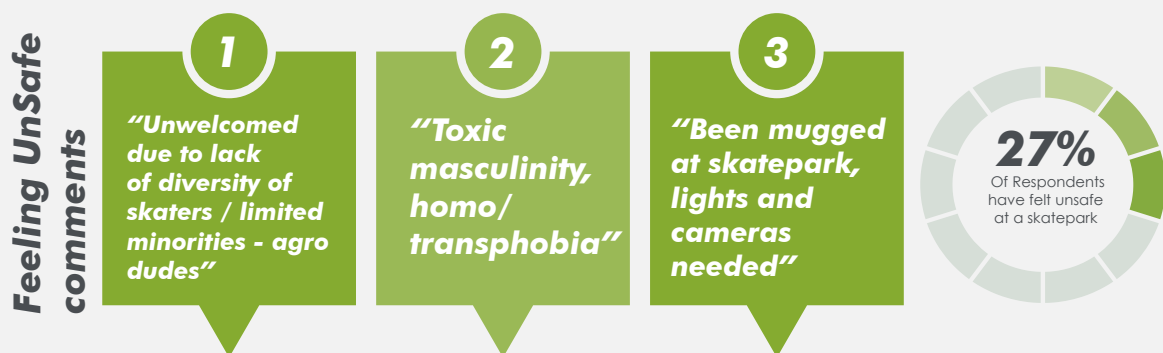 Feeling UnSafe
comments
1
“Unwelcomed
due to lack
of diversity of
skaters / limited
minorities - agro
dudes”
2
“Toxic
masculinity,
homo/
transphobia”
3
“Been mugged
at skatepark,
lights and
cameras
needed”
27%
Of Respondents
have felt unsafe
at a skatepark